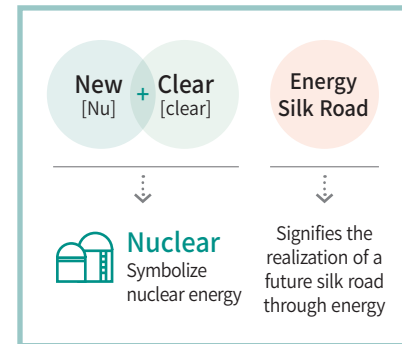 New + Clear
[Nu] [clear]
Energy
Silk Road
Nuclear
Symbolize
nuclear energy
Signifies the
realization of a
future silk road
through energy